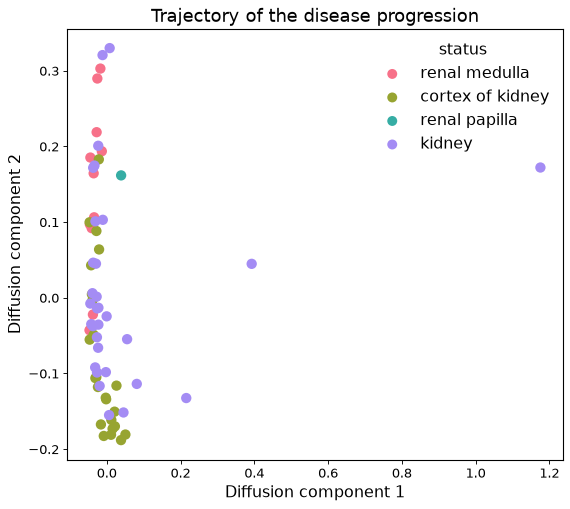 Trajectory of the disease progression
status
renal medulla
cortex of kidney
renal papilla
kidney
Diffusion component 2
0.3
0.2
0.1
0.0
−0.1
−0.2
0.0 0.2 0.4 0.6 0.8 1.0 1.2
Diffusion component 1